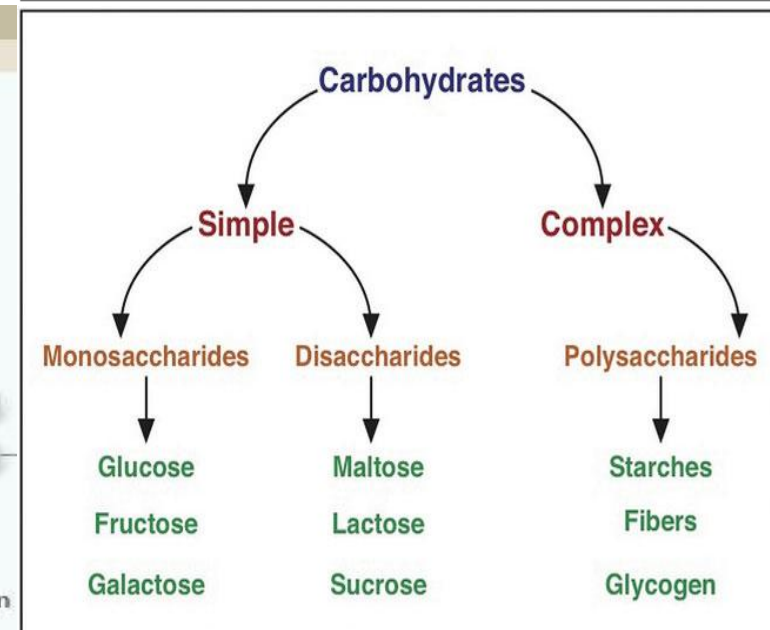 Carbohydrates
Simple Complex
Monosaccharides Disaccharides Polysaccharides
Glucose Maltose Starches
Fructose Lactose Fibers
Galactose Sucrose Glycogen